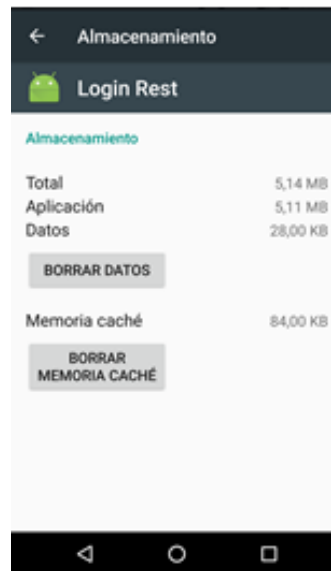 Almacenamiento
Login Rest
Almacenamiento
Total 5,14 MB
Aplicación 5,11 MB
Datos 28,00 KB
BORRAR DATOS
Memoria caché 84,00 KB
BORRAR
MEMORIA CACHÉ